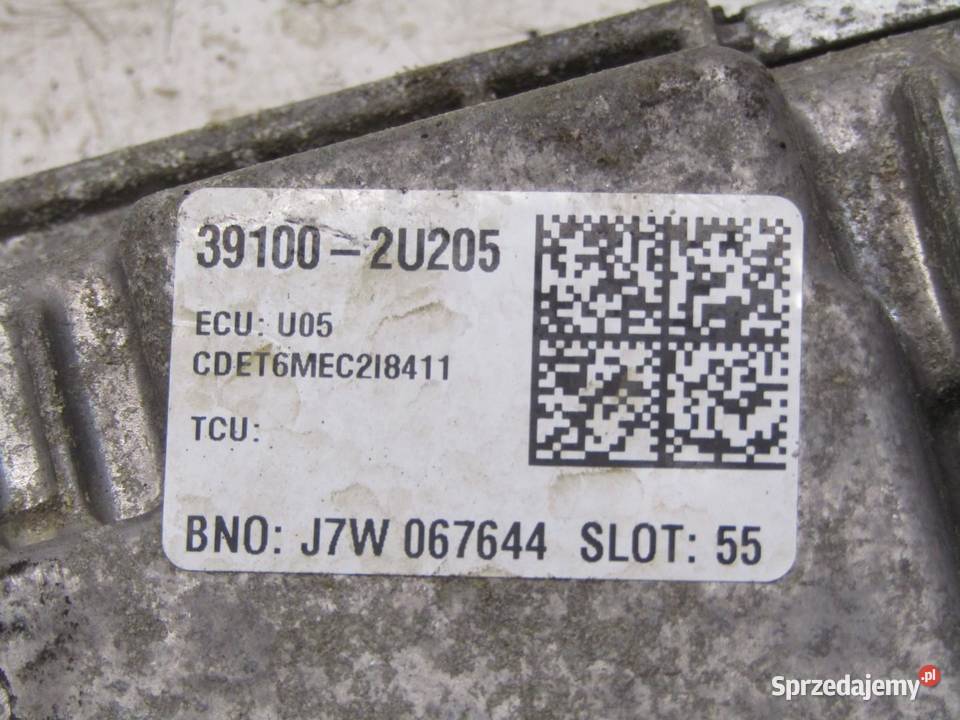 39100-2U205
ECU: U05
CDET6MEC2I8411
TCU:
BNO: J7W 067644 SLOT: 55
Sprzedajemy.pl